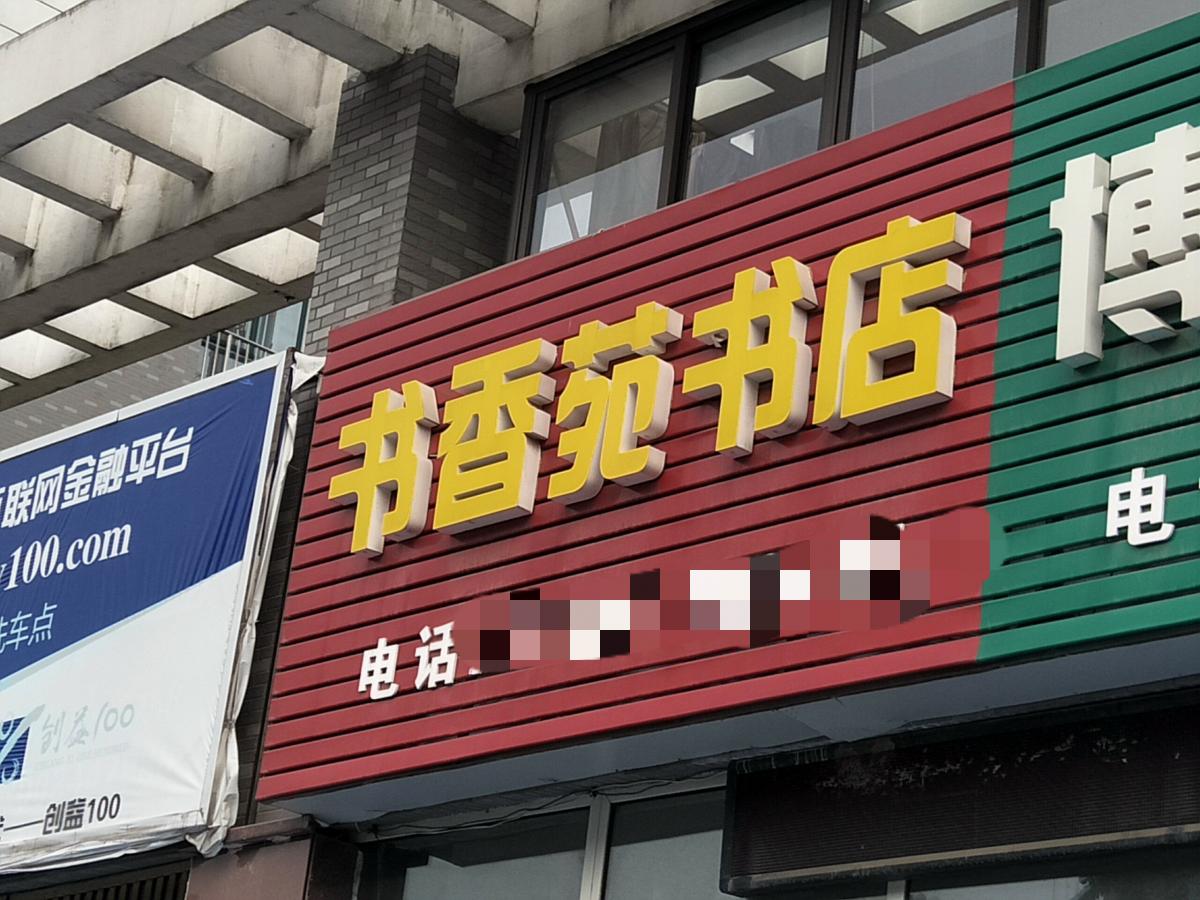 书香苑书店
电话
博
电
联网金融平台
100.com
洗车点
创益100
——创益100